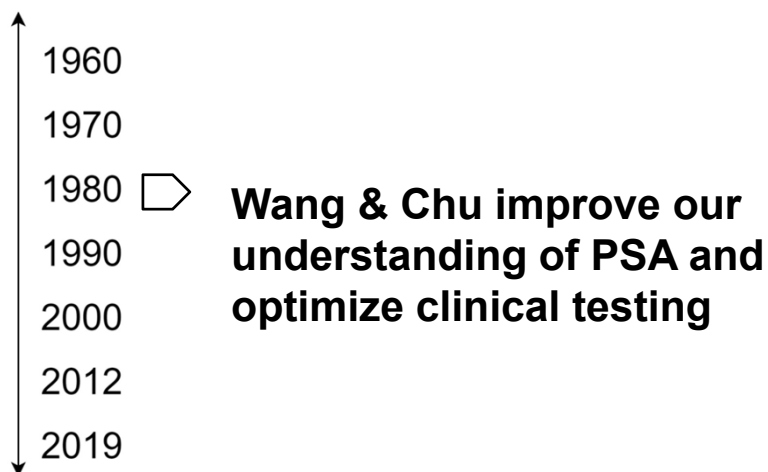 1960
1970
1980
1990
2000
2012
2019
Wang & Chu improve our
understanding of PSA and
optimize clinical testing